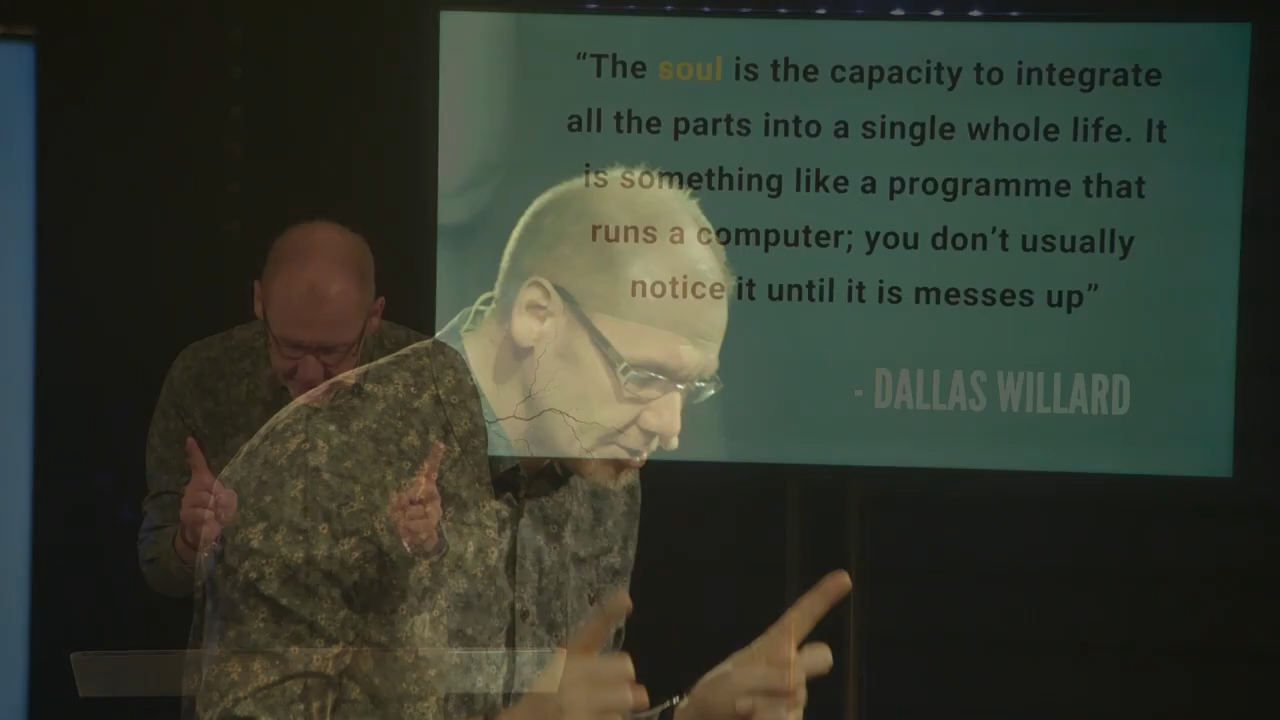 “The soul is the capacity to integrate
all the parts into a single whole life. It
is something like a programme that
runs a computer; you don’t usually
notice it until it is messes up”
- DALLAS WILLARD